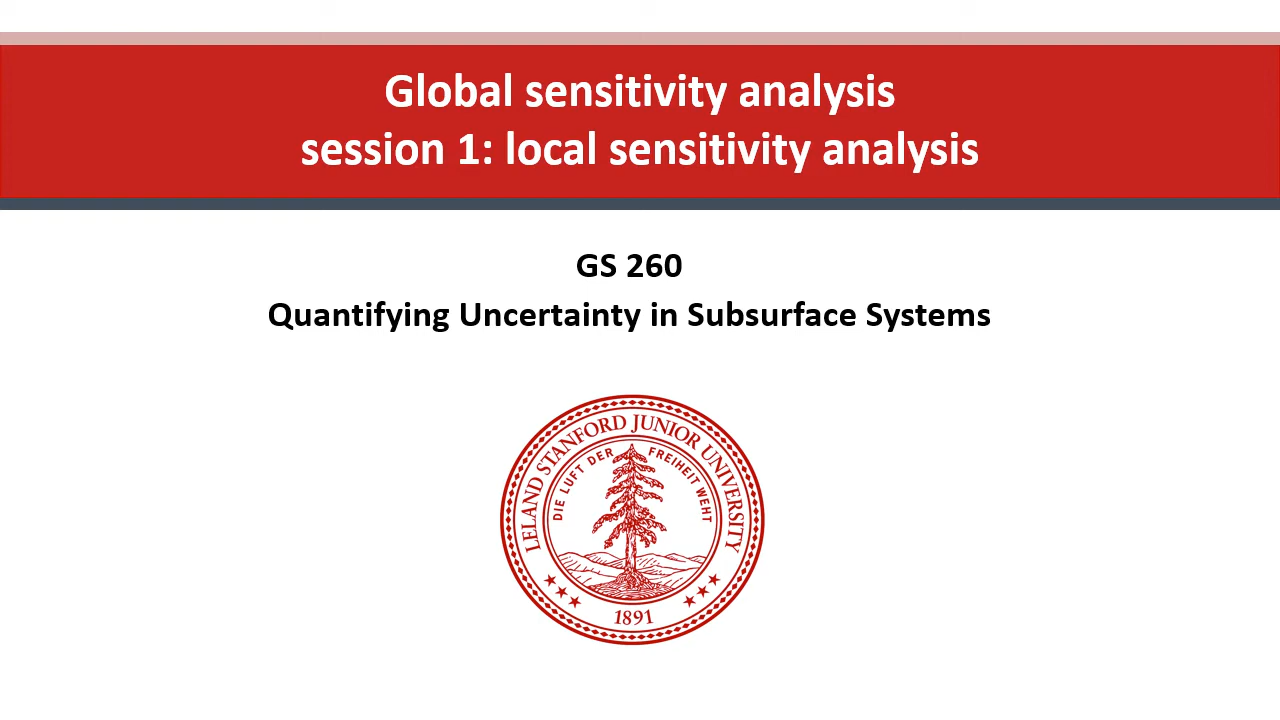 Global sensitivity analysis
session 1: local sensitivity analysis
GS 260
Quantifying Uncertainty in Subsurface Systems
LELAND STANFORD JUNIOR UNIVERSITY
DIE LUFT DER FREIHEIT WEHT
1891